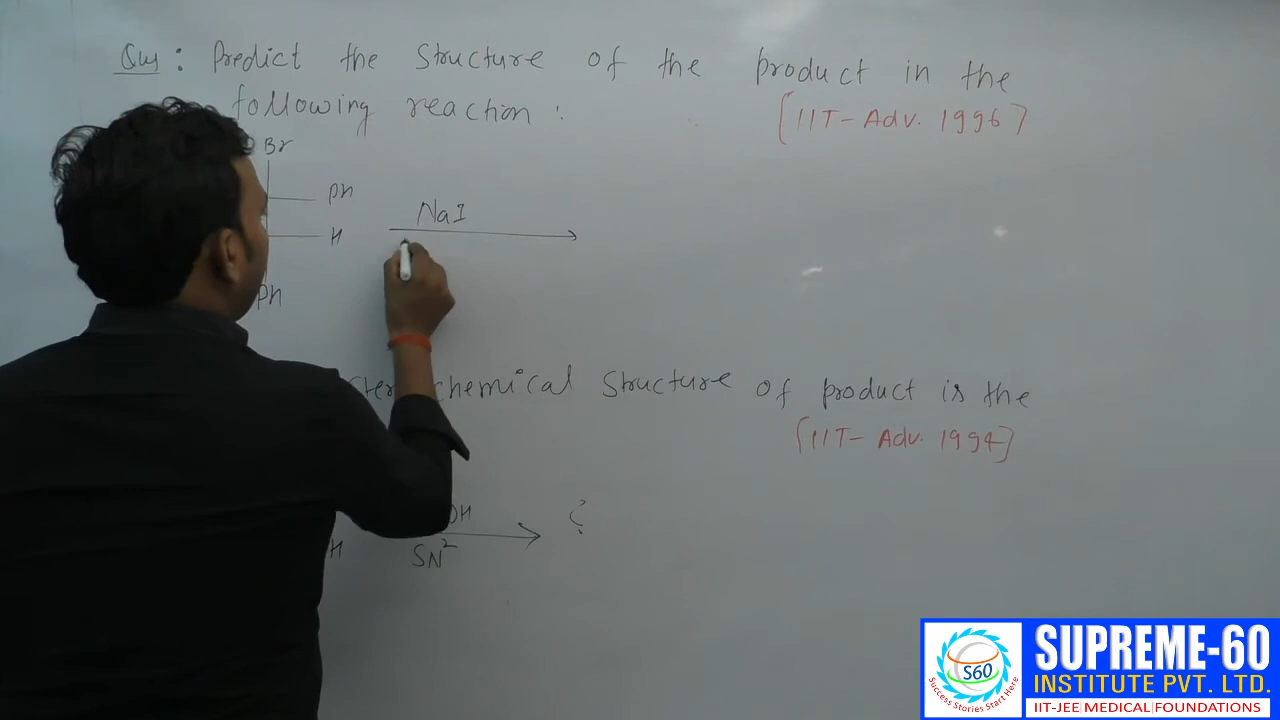 Qus : Predict the structure of the product in the
following reaction :
[IIT-Adv. 1996]
Br
Ph
NaI
H
Ph
chemical structure of product is the
[IIT- Adv. 1994]
OH
?
H
SN2
S60
Success Stories Start Here
SUPREME-60
INSTITUTE PVT. LTD.
IIT-JEE|MEDICAL|FOUNDATIONS